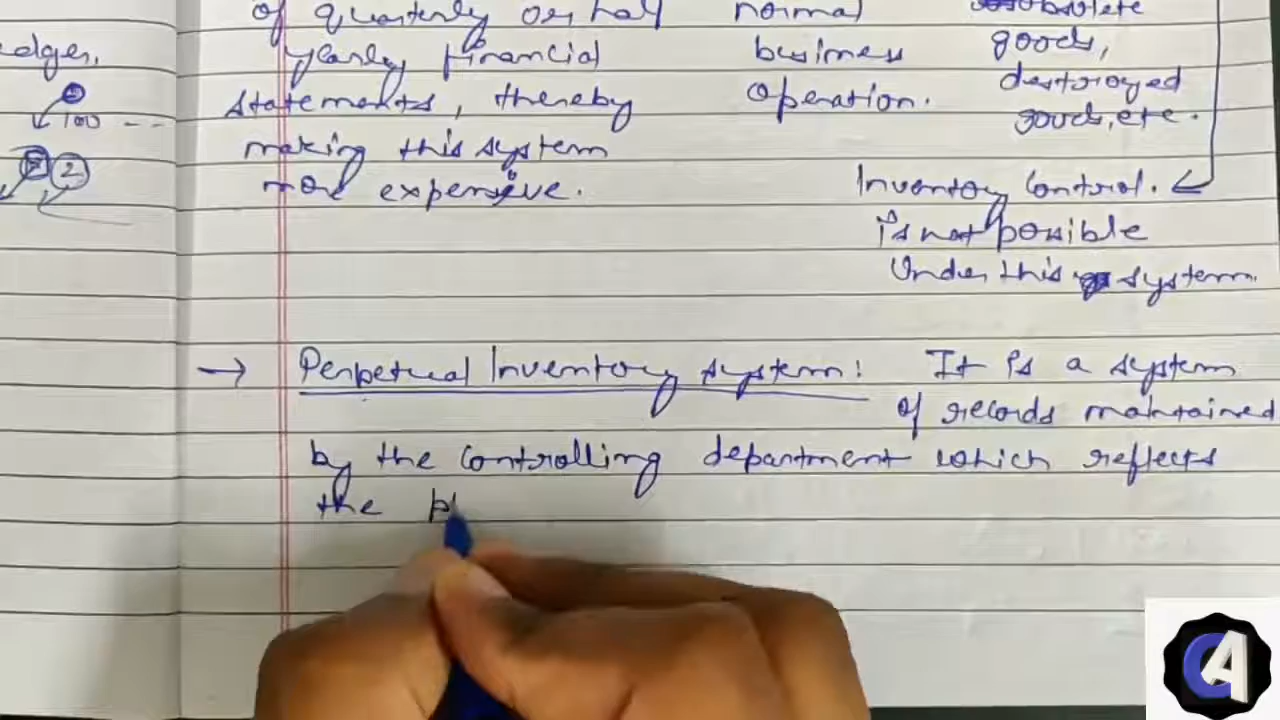 of quarterly or half
yearly financial
statements, thereby
making this system
more expensive.
normal
business
operation.
obsolete
goods,
destroyed
goods, etc.
Inventory Control.
is not possible
Under this system.
edger.
100 ---
2
→ Perpetual Inventory system: It is a system
of records maintained
by the controlling department which reflects
the
CA